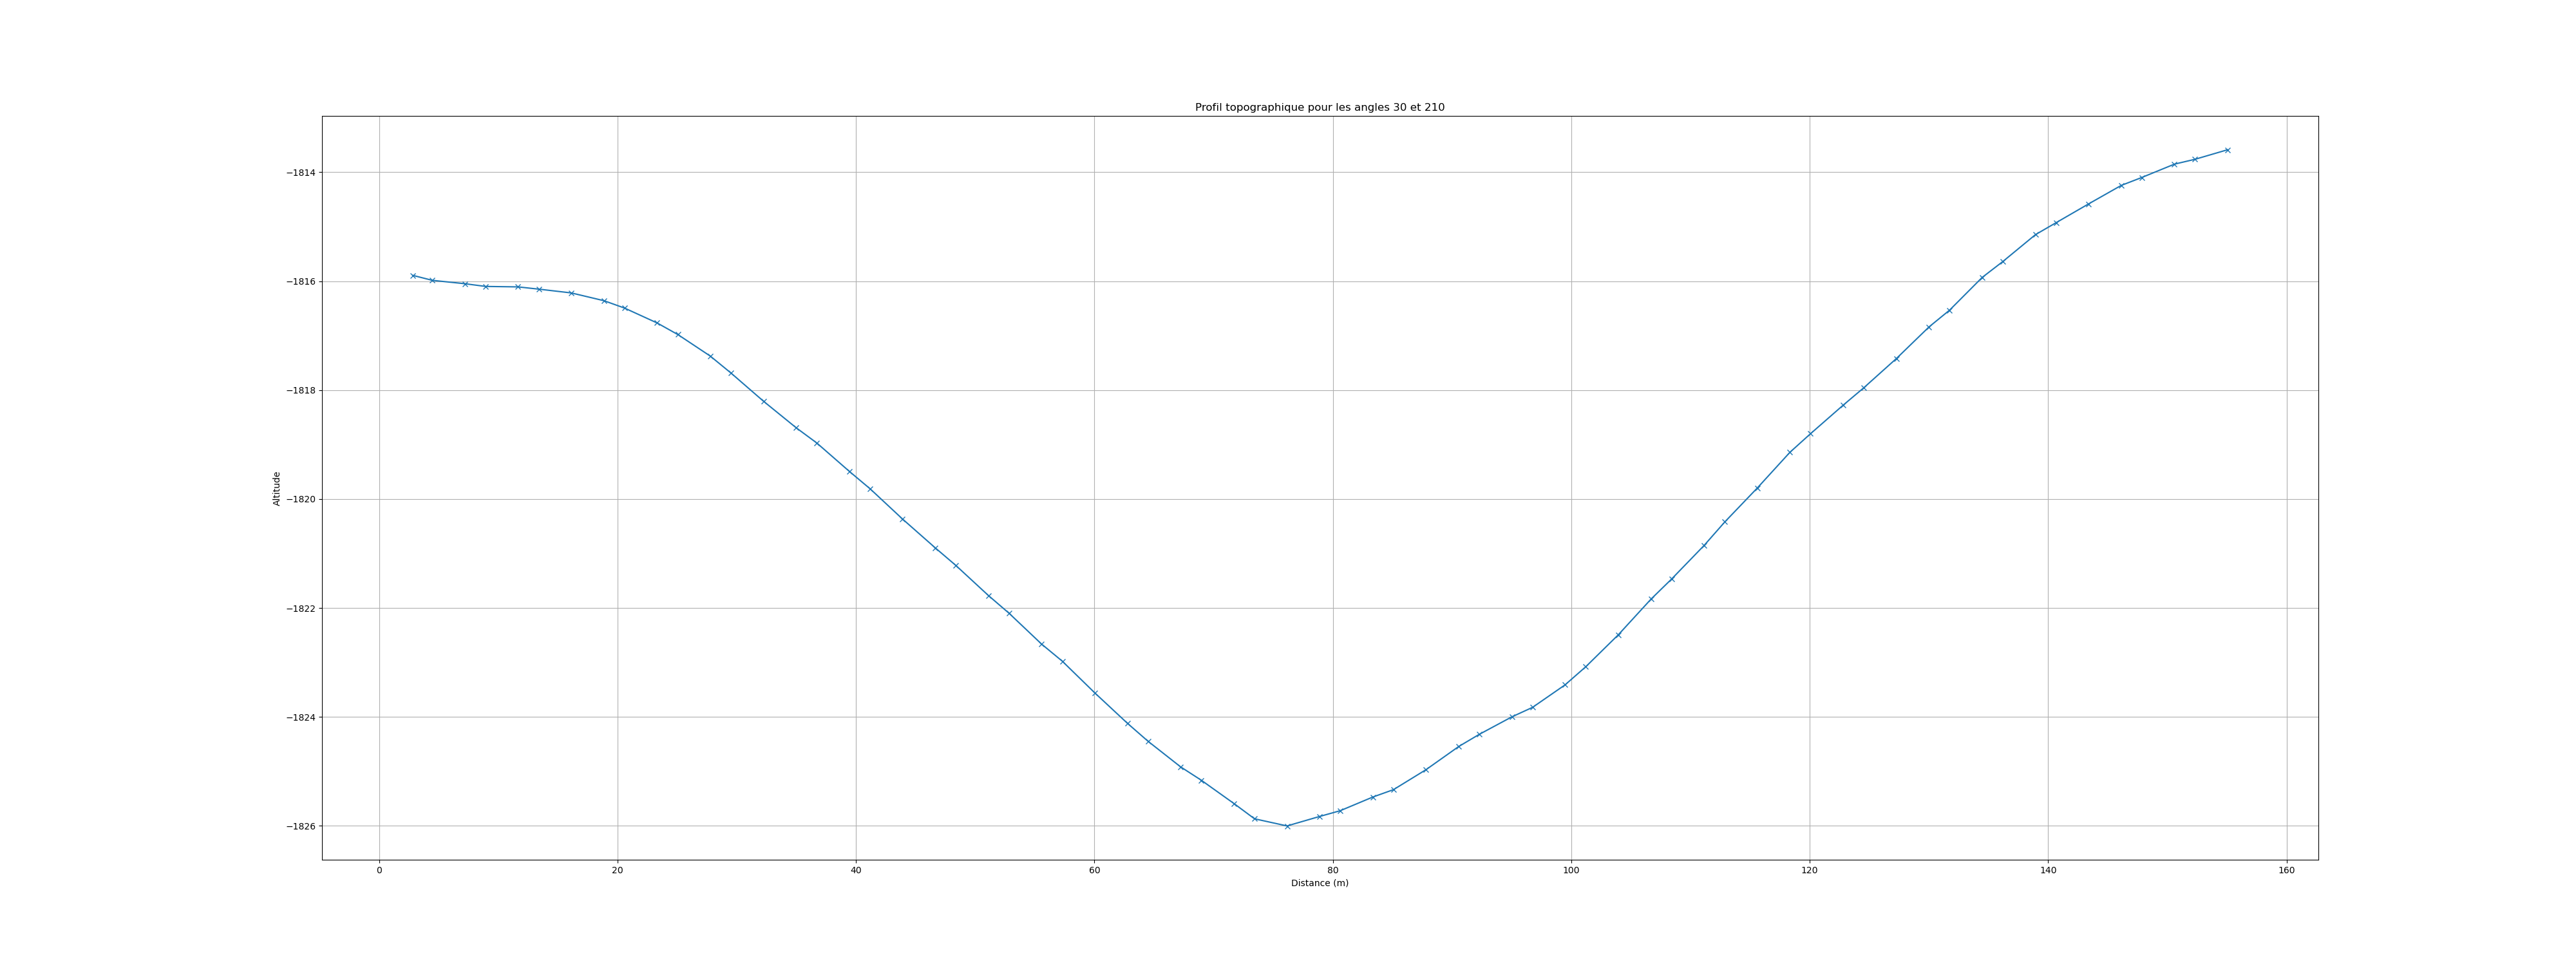 Profil topographique pour les angles 30 et 210
−1814
−1816
−1818
−1820
−1822
−1824
−1826
Altitude
0 20 40 60 80 100 120 140 160
Distance (m)